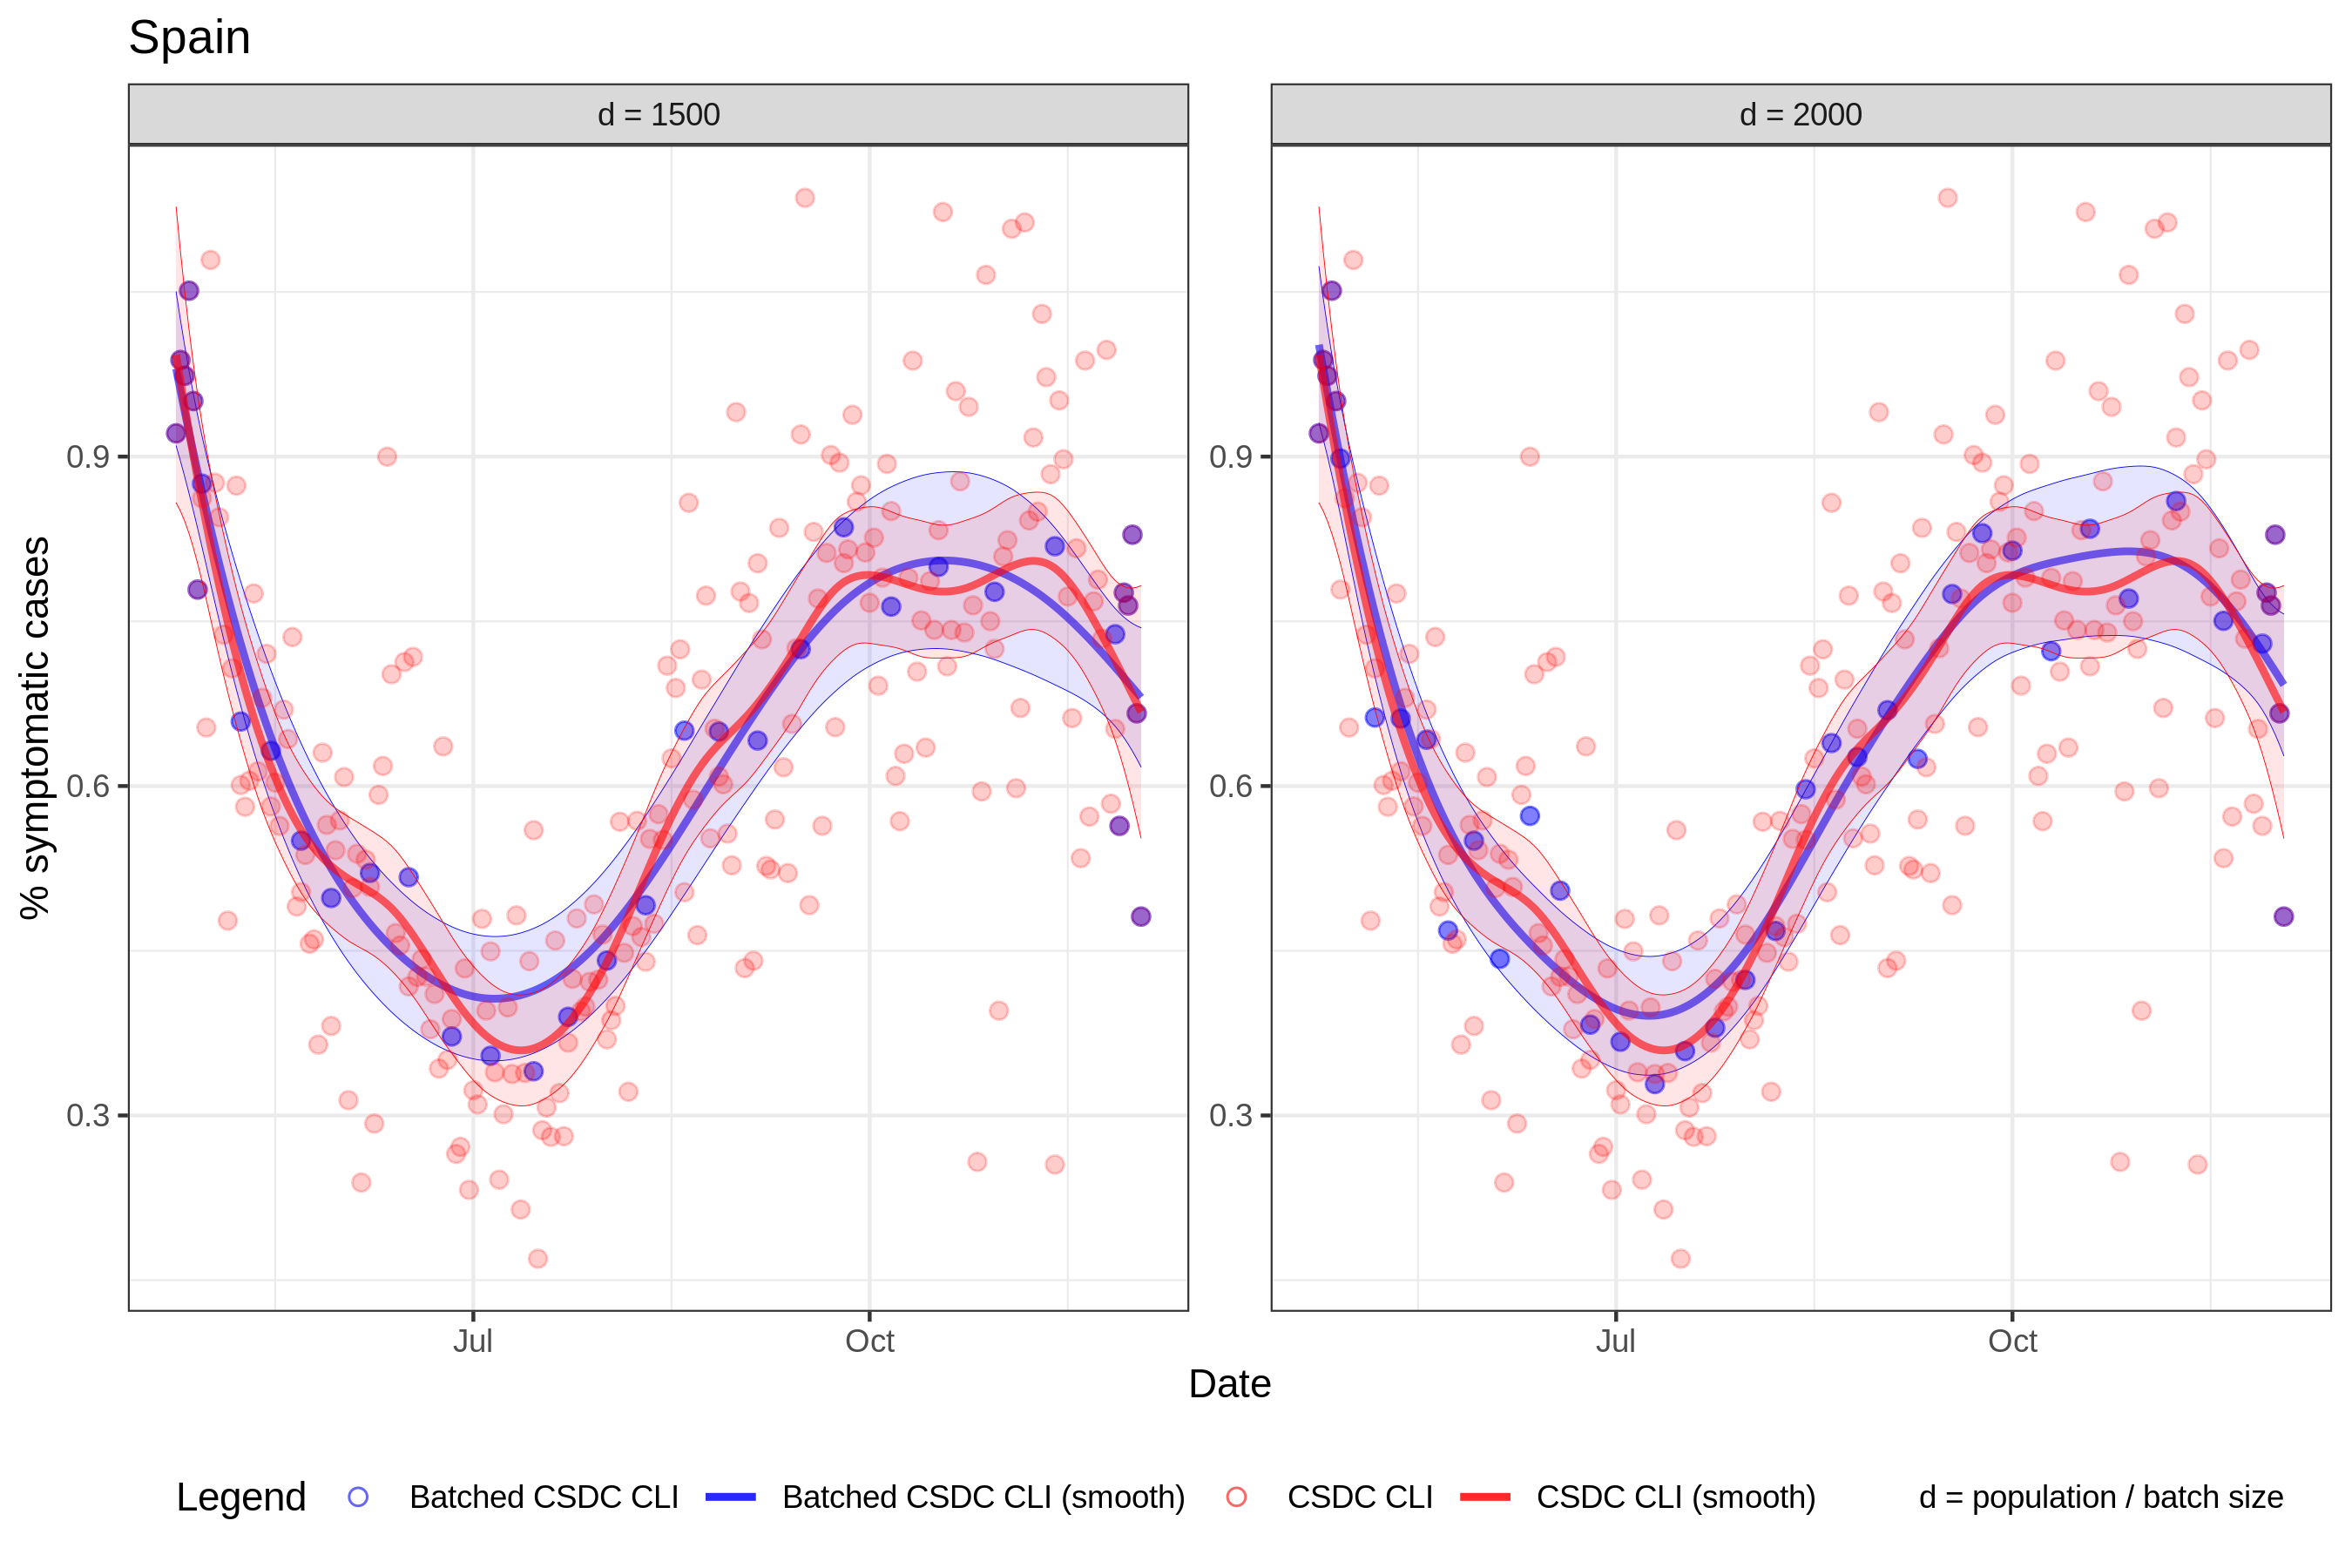 Spain
d = 1500
d = 2000
% symptomatic cases
0.9
0.6
0.3
0.9
0.6
0.3
Jul
Oct
Jul
Oct
Date
Legend Batched CSDC CLI Batched CSDC CLI (smooth) CSDC CLI CSDC CLI (smooth) d = population / batch size